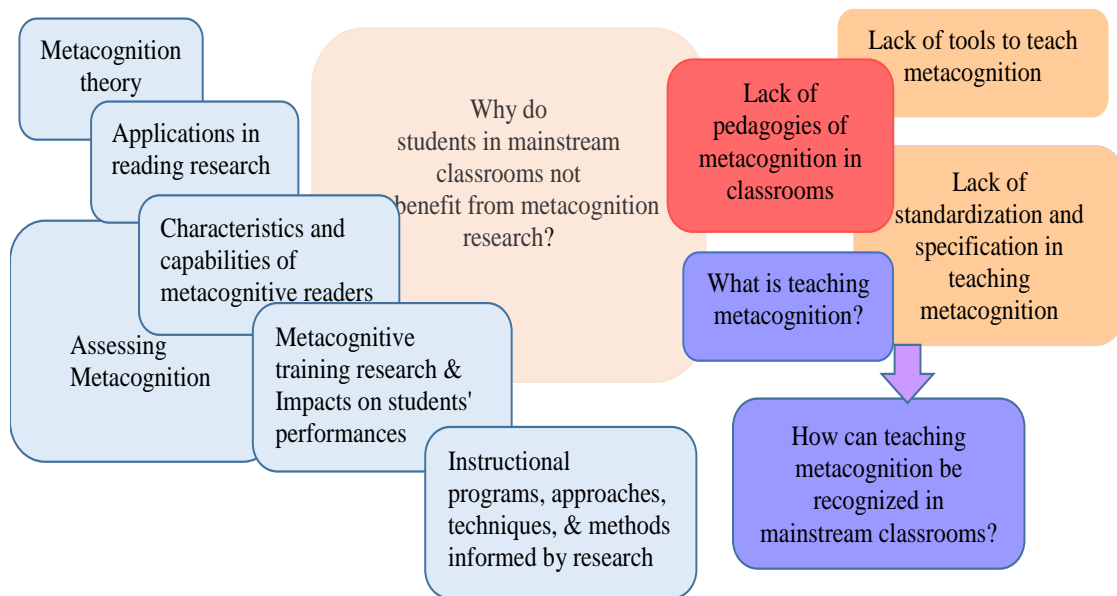 Metacognition
theory
Applications in
reading research
Characteristics and
capabilities of
metacognitive readers
Assessing
Metacognition
Metacognitive
training research &
Impacts on students'
performances
Instructional
programs, approaches,
techniques, & methods
informed by research
Why do
students in mainstream
classrooms not
benefit from metacognition
research?
Lack of
pedagogies of
metacognition in
classrooms
Lack of tools to teach
metacognition
Lack of
standardization and
specification in
teaching
metacognition
What is teaching
metacognition?
How can teaching
metacognition be
recognized in
mainstream classrooms?